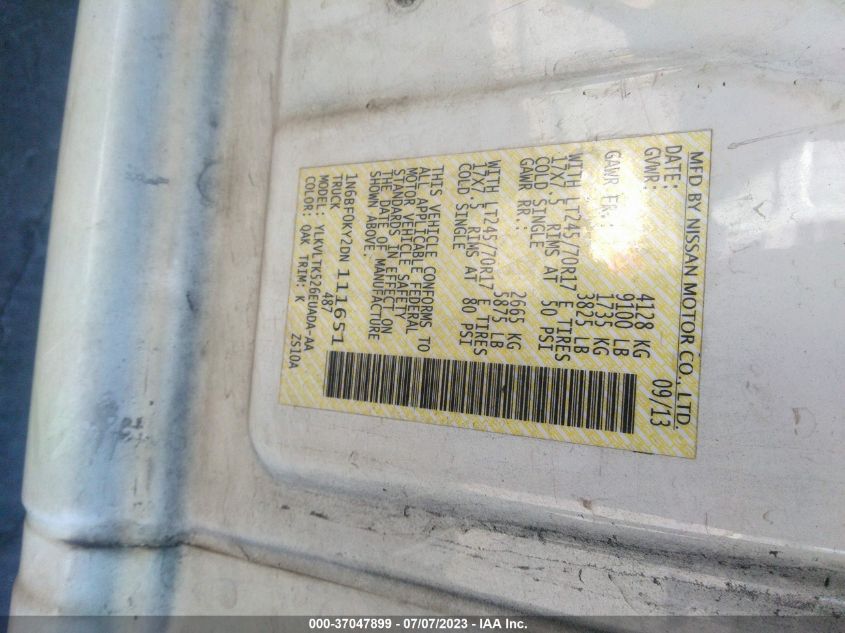 MFD BY NISSAN MOTOR CO., LTD.
DATE: 09/13
GVWR: 4128 KG
9100 LB
GAWR FR.: 1735 KG
3825 LB
WITH LT245/70R17 E TIRES
17X7.5 RIMS AT 50 PSI
COLD SINGLE
GAWR RR.: 2665 KG
5875 LB
WITH LT245/70R17 E TIRES
17X7.5 RIMS AT 80 PSI
COLD SINGLE
THIS VEHICLE CONFORMS TO
ALL APPLICABLE FEDERAL
MOTOR VEHICLE SAFETY
STANDARDS IN EFFECT ON
THE DATE OF MANUFACTURE
SHOWN ABOVE.
1N6BF0KY2DN 111651
TRUCK 487
MODEL: YLKVLTK526EUADA-AA
COLOR: QAK TRIM: K ZS10A
000-37047899 / 07/07/2023 - IAA Inc.